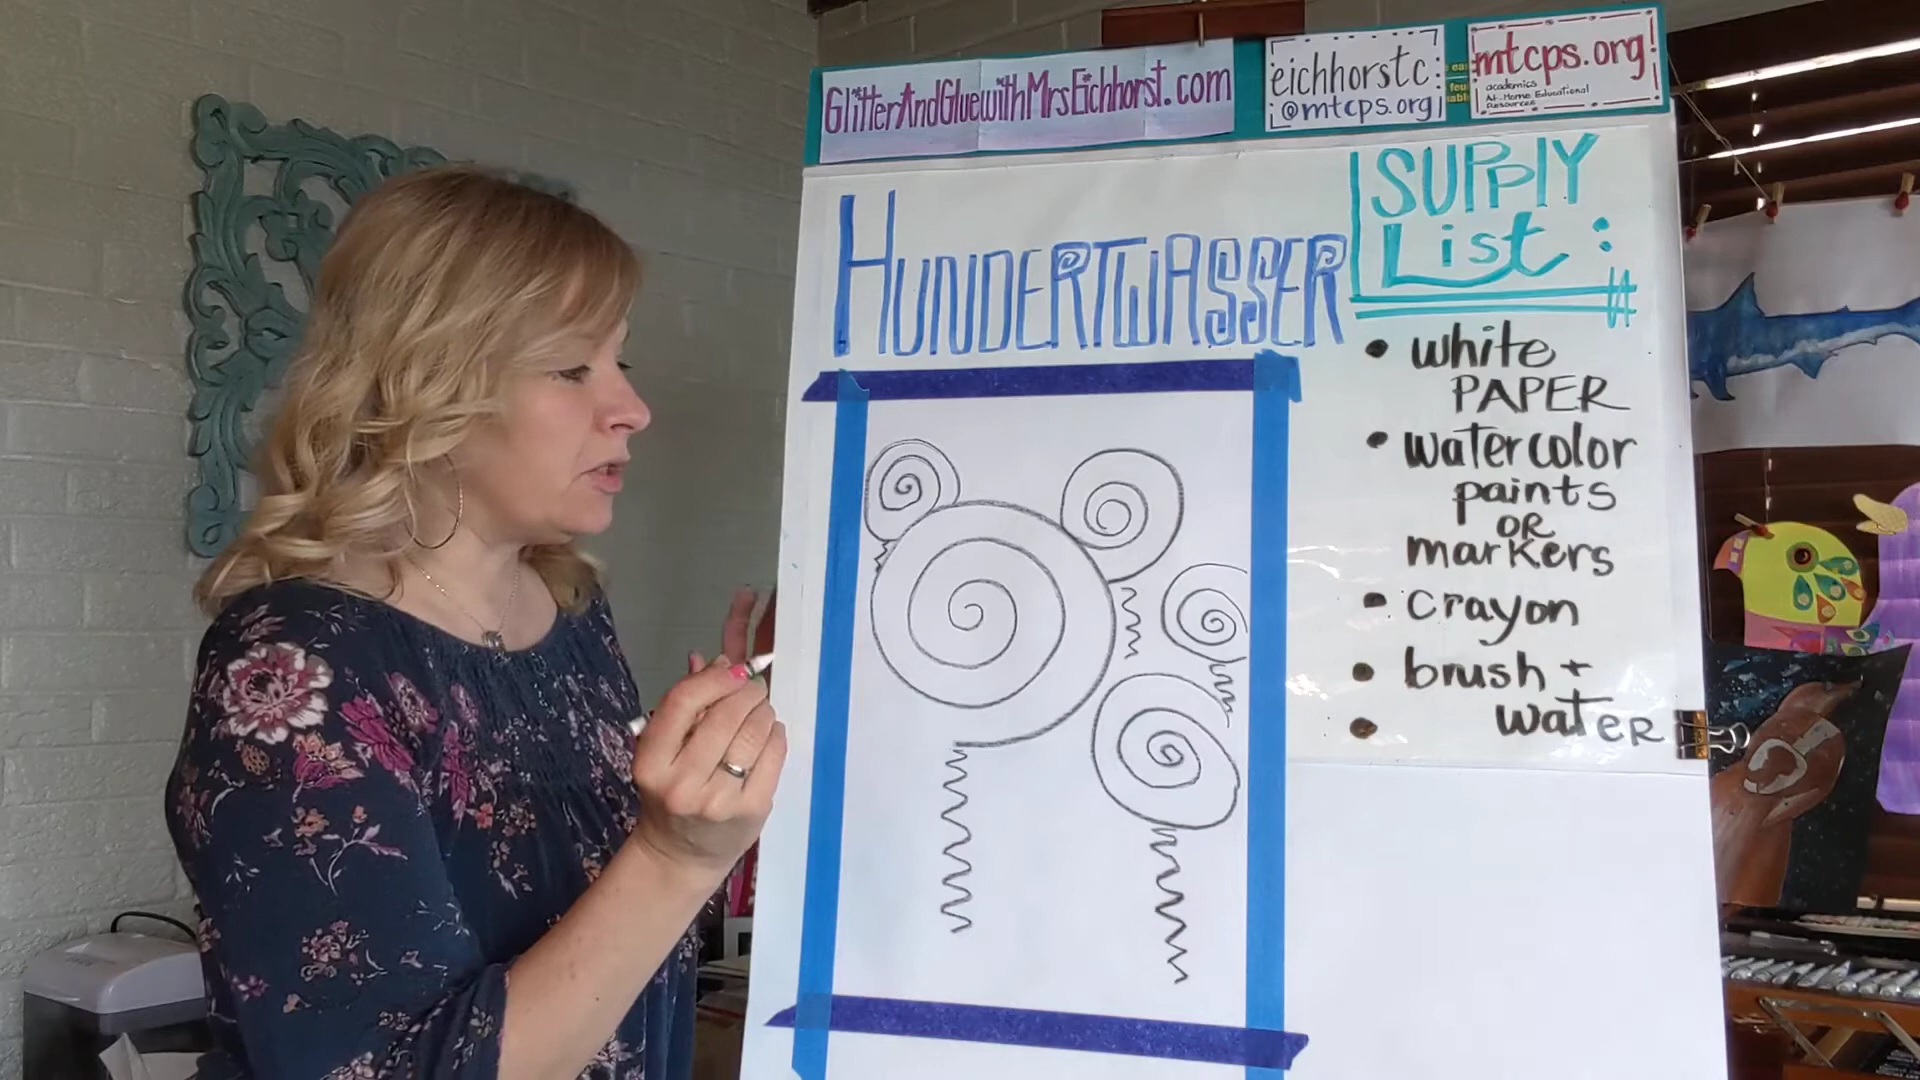 GlitterAndGluewithMrsEichhorst.com
eichhorstc
@mtcps.org
mtcps.org
academics
At-Home Educational
Resources
HUNDERTWASSER
SUPPLY
List:
• white
PAPER
• watercolor
paints
OR
markers
• crayon
• brush +
WATER
•